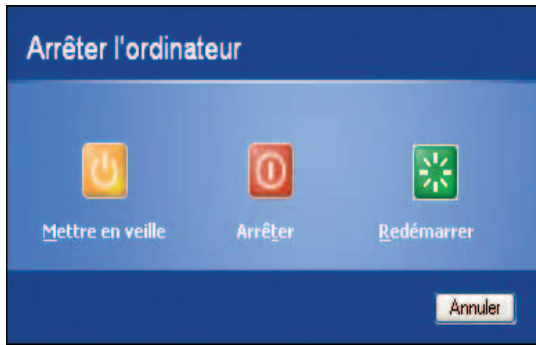 Arrêter l'ordinateur
Mettre en veille
Arrêter
Redémarrer
Annuler